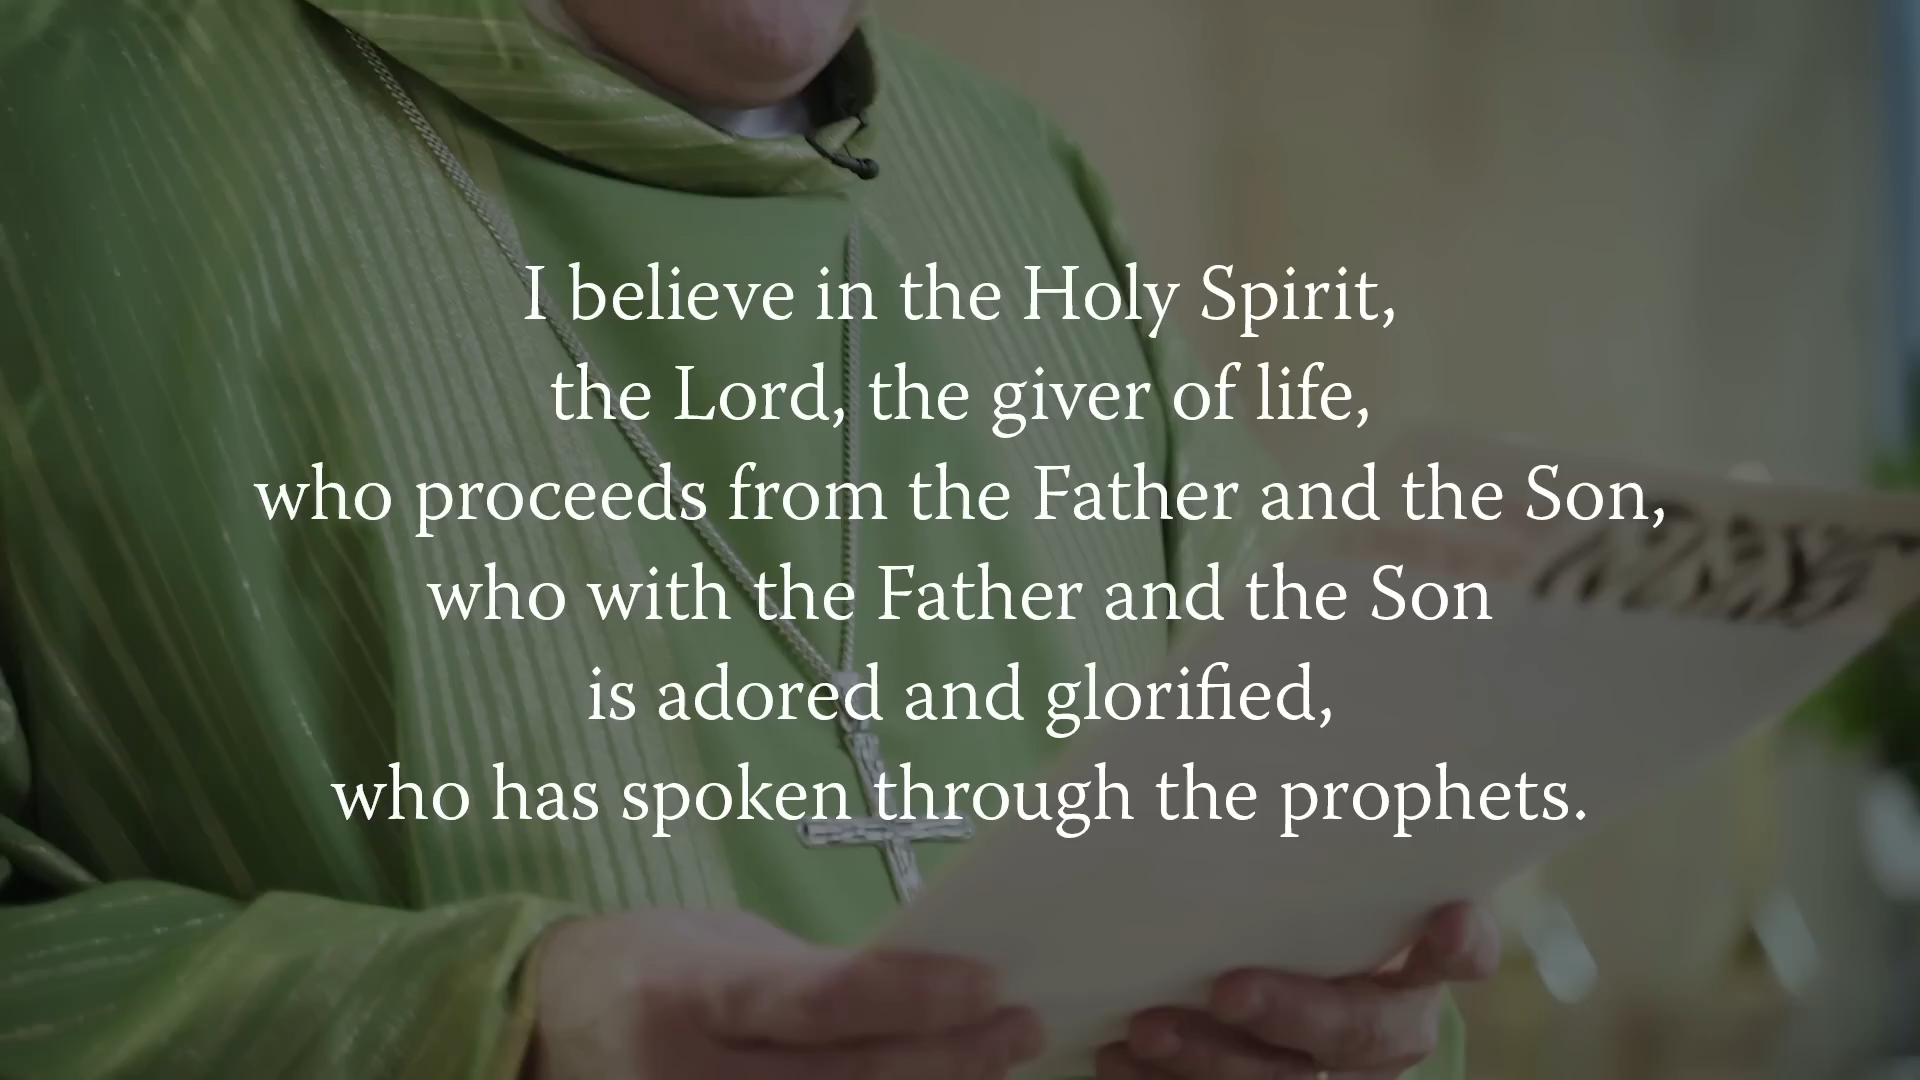 I believe in the Holy Spirit,
the Lord, the giver of life,
who proceeds from the Father and the Son,
who with the Father and the Son
is adored and glorified,
who has spoken through the prophets.